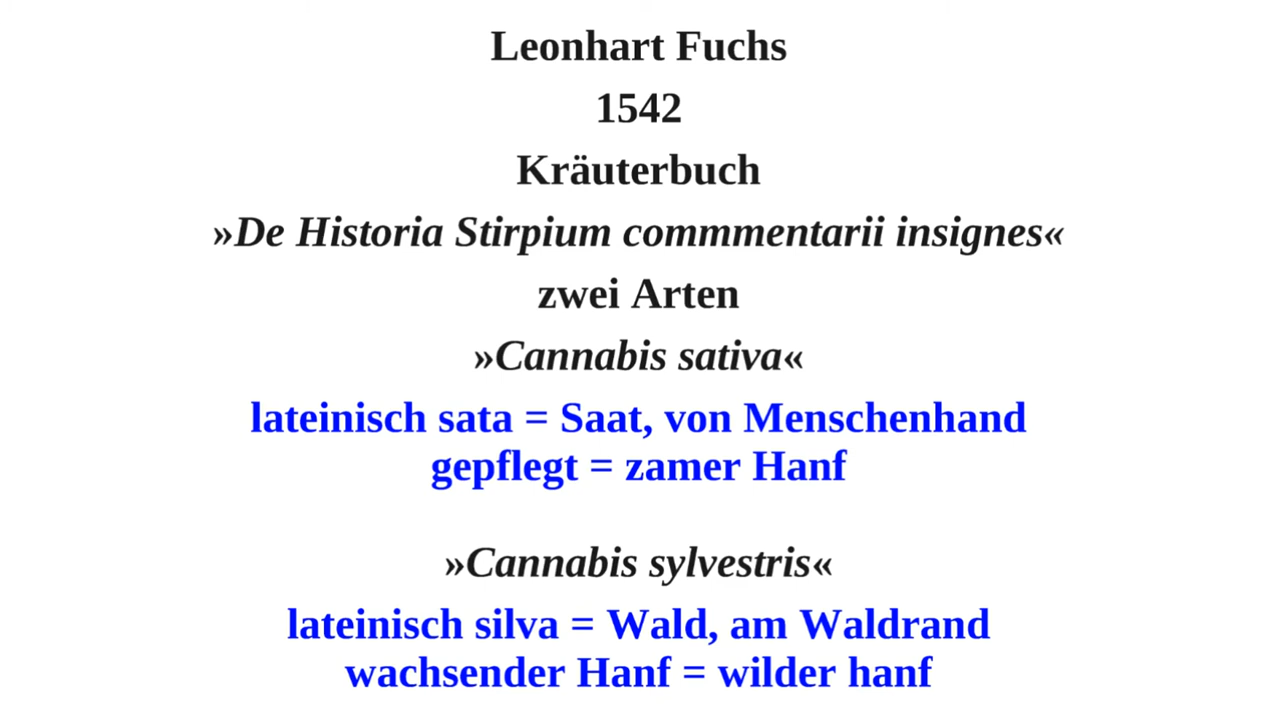 Leonhart Fuchs
1542
Kräuterbuch
»De Historia Stirpium commmentarii insignes«
zwei Arten
»Cannabis sativa«
lateinisch sata = Saat, von Menschenhand
gepflegt = zamer Hanf
»Cannabis sylvestris«
lateinisch silva = Wald, am Waldrand
wachsender Hanf = wilder hanf